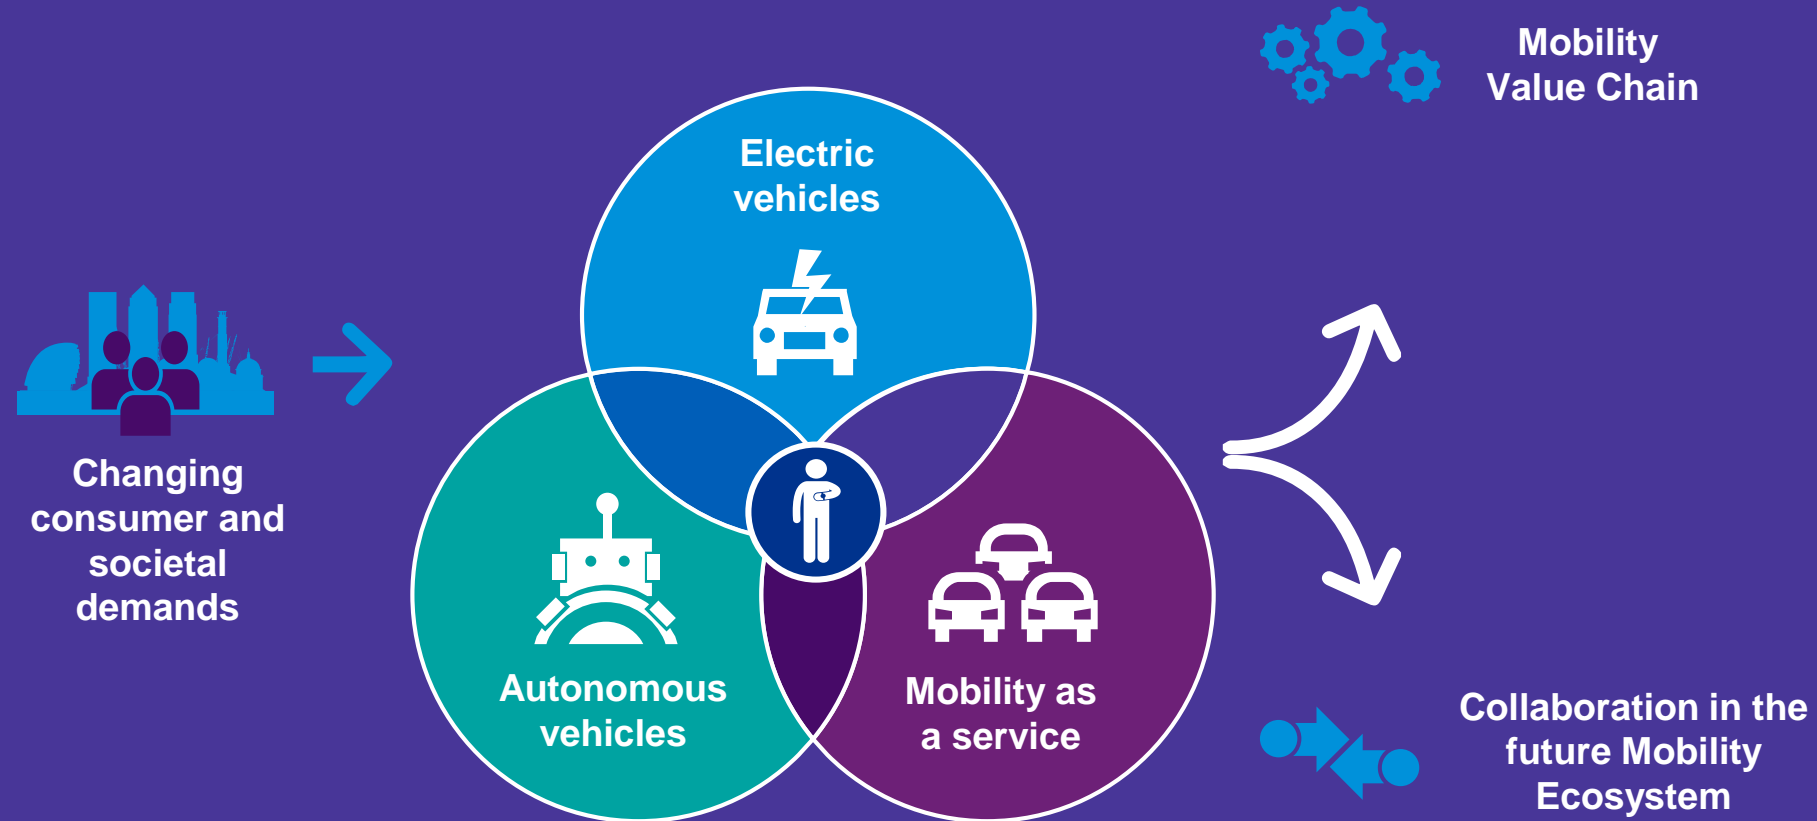 Mobility
Value Chain
Electric
vehicles
Changing
consumer and
societal
demands
Autonomous
vehicles
Mobility as
a service
Collaboration in the
future Mobility
Ecosystem